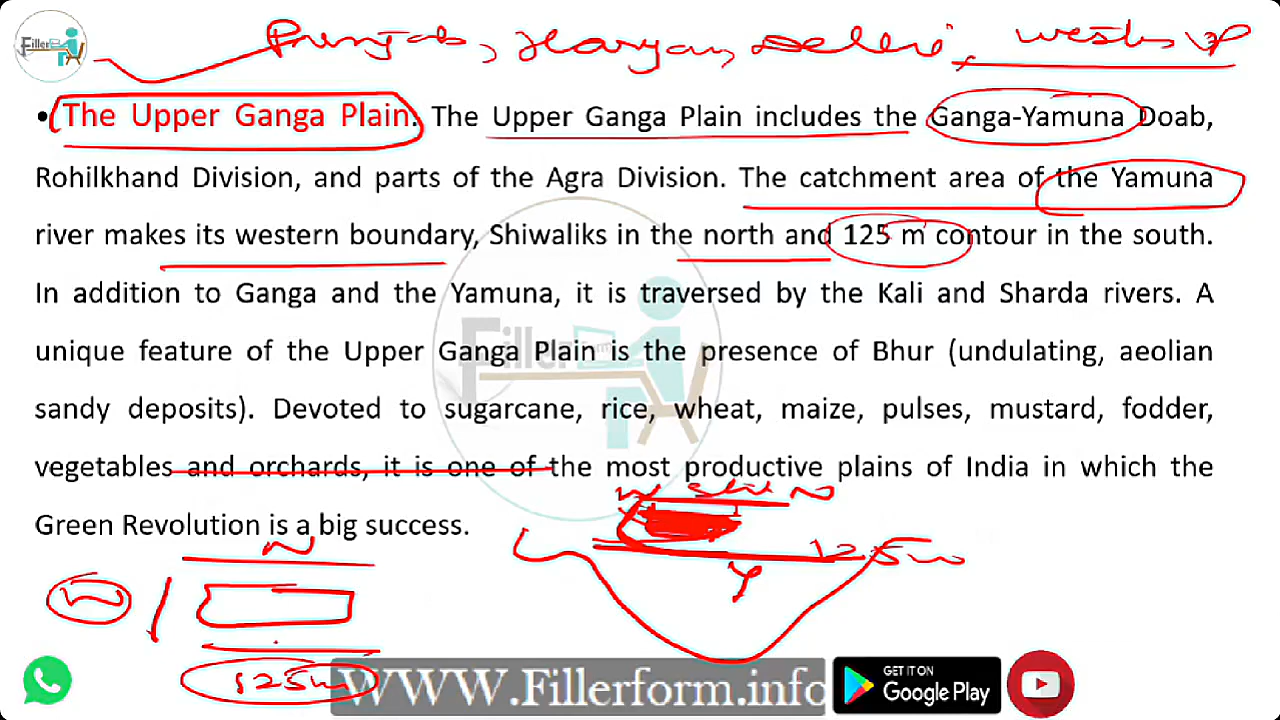 Filler
Punjab, Haryan, Delhi, western UP
• The Upper Ganga Plain. The Upper Ganga Plain includes the Ganga-Yamuna Doab,
Rohilkhand Division, and parts of the Agra Division. The catchment area of the Yamuna
river makes its western boundary, Shiwaliks in the north and 125 m contour in the south.
In addition to Ganga and the Yamuna, it is traversed by the Kali and Sharda rivers. A
unique feature of the Upper Ganga Plain is the presence of Bhur (undulating, aeolian
sandy deposits). Devoted to sugarcane, rice, wheat, maize, pulses, mustard, fodder,
vegetables and orchards, it is one of the most productive plains of India in which the
Green Revolution is a big success.
N
125m
Y
W
125m
WWW.Fillerform.info
GET IT ON
Google Play